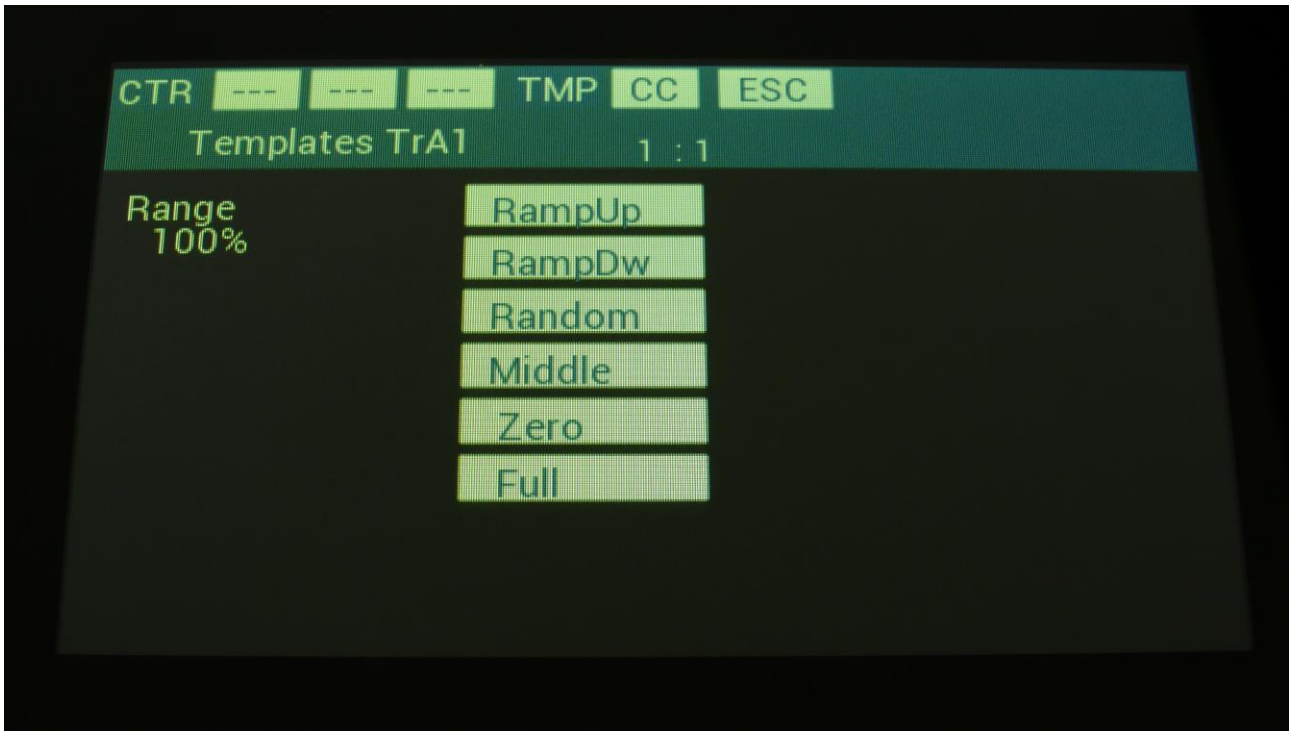 CTR --- --- --- TMP CC ESC
Templates TrA1 1 : 1
Range
100%
RampUp
RampDw
Random
Middle
Zero
Full